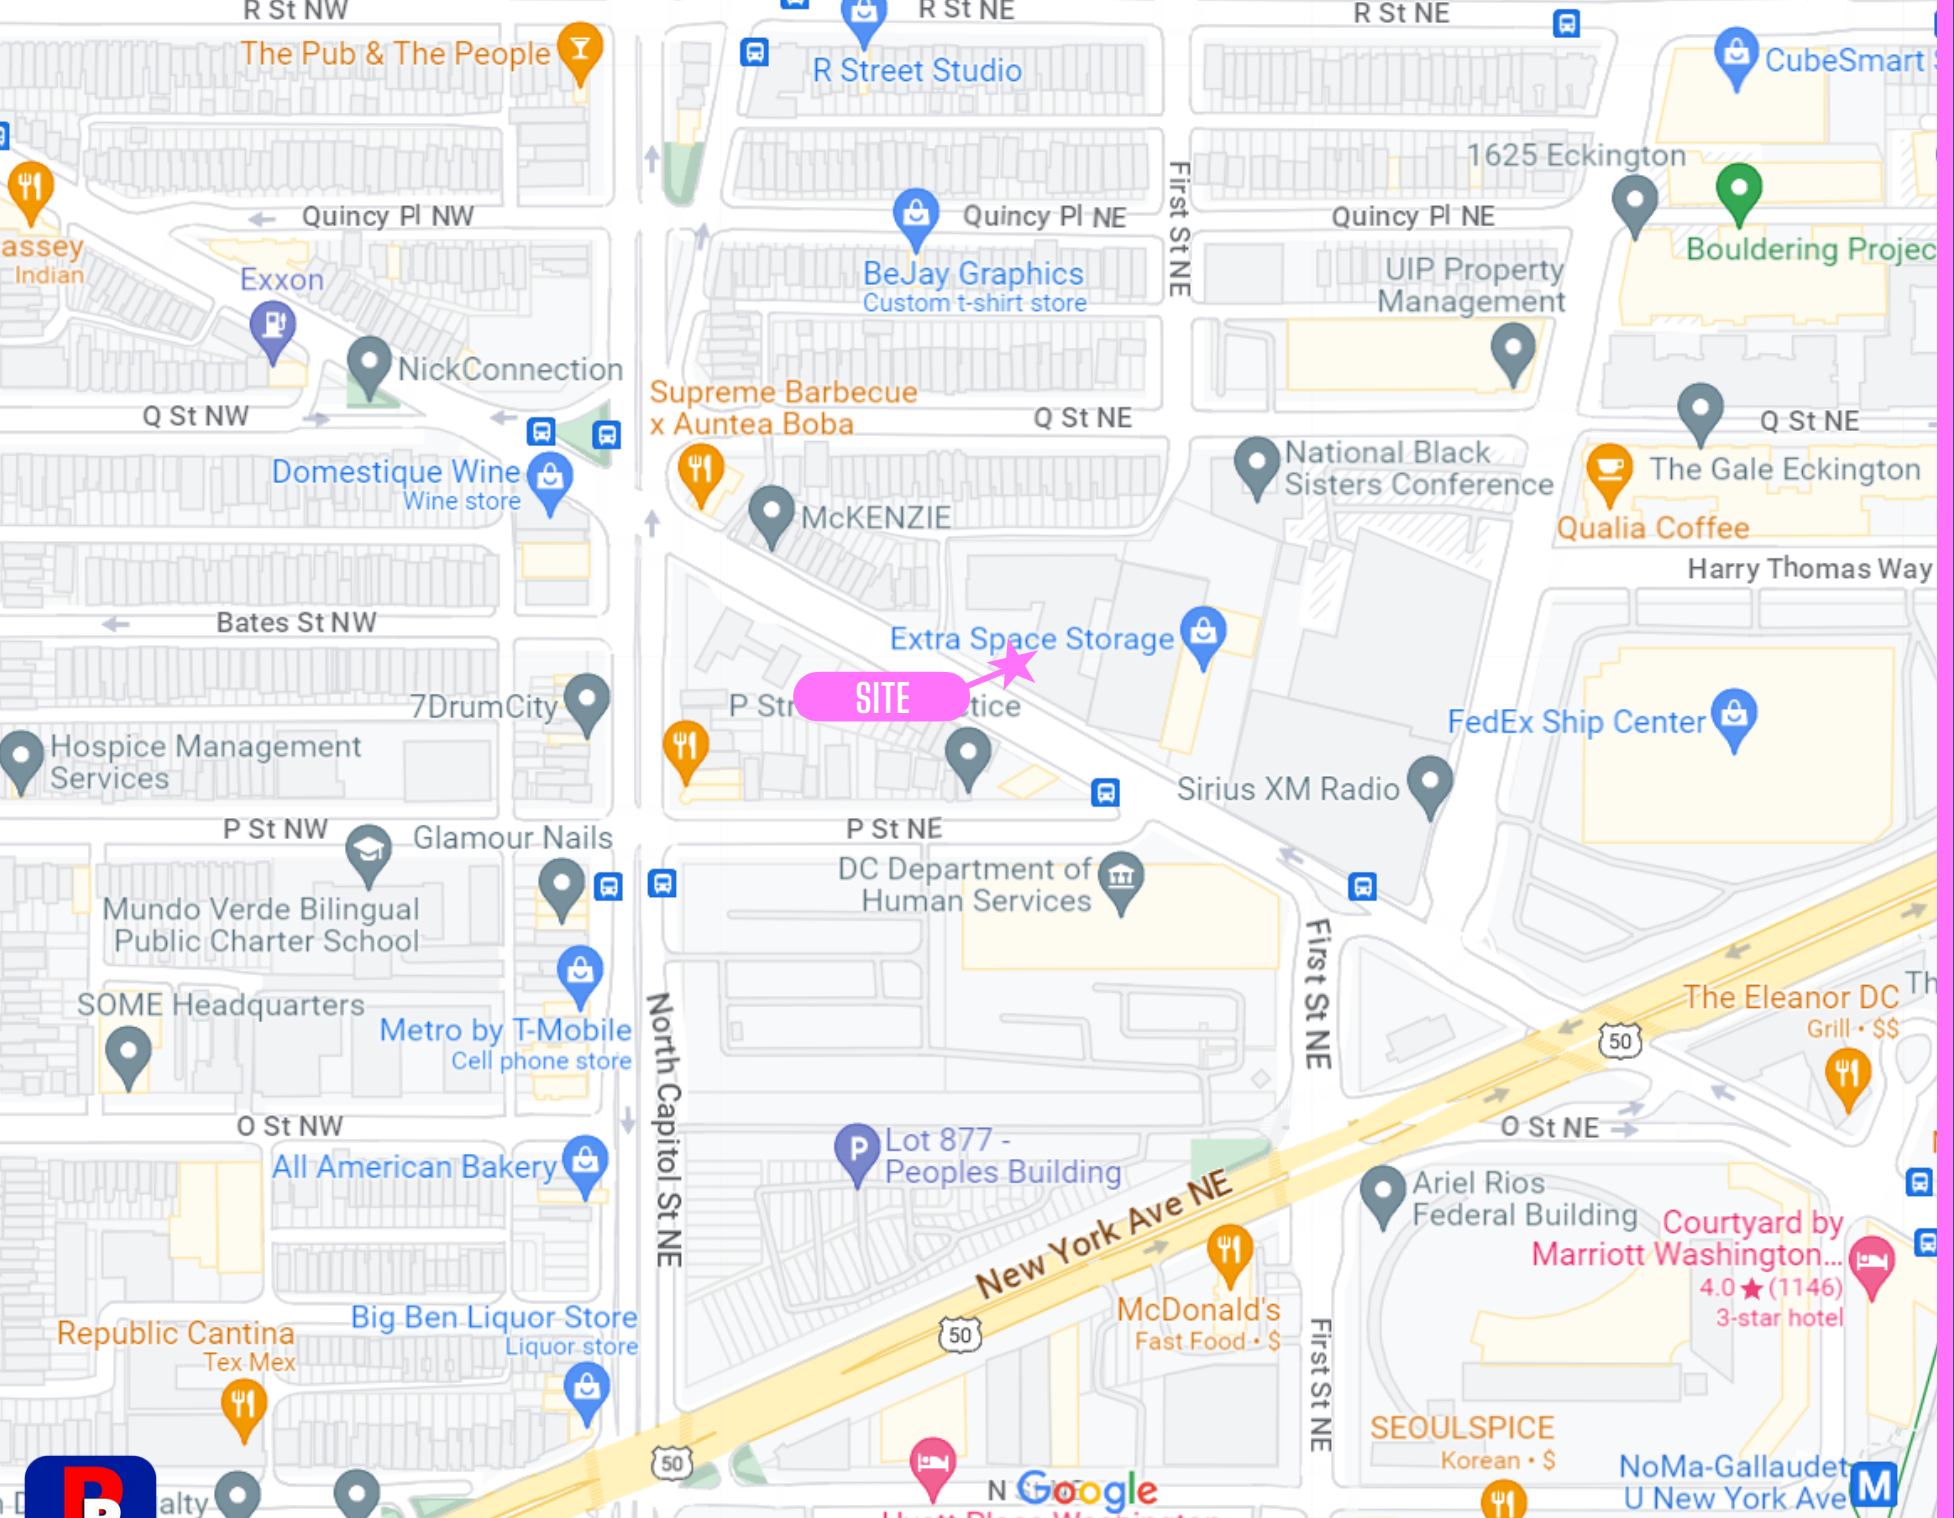 R St NW
R St NE
R St NE
The Pub & The People
R Street Studio
CubeSmart
1625 Eckington
First St NE
Quincy Pl NW
Quincy Pl NE
Quincy Pl NE
assey
Indian
Bouldering Projec
Exxon
BeJay Graphics
Custom t-shirt store
UIP Property
Management
NickConnection
Supreme Barbecue
x Auntea Boba
Q St NW
Q St NE
Q St NE
Domestique Wine
Wine store
National Black
Sisters Conference
The Gale Eckington
McKENZIE
Qualia Coffee
Harry Thomas Way
Bates St NW
Extra Space Storage
SITE
7DrumCity
P Str
tice
FedEx Ship Center
Hospice Management
Services
Sirius XM Radio
P St NW
Glamour Nails
P St NE
DC Department of
Human Services
Mundo Verde Bilingual
Public Charter School
First St NE
SOME Headquarters
North Capitol St NE
Metro by T-Mobile
Cell phone store
The Eleanor DC
Grill • $$
Th
50
O St NW
O St NE
All American Bakery
P
Lot 877 -
Peoples Building
New York Ave NE
Ariel Rios
Federal Building
Courtyard by
Marriott Washington...
4.0 ★ (1146)
3-star hotel
McDonald's
Fast Food • $
Big Ben Liquor Store
Liquor store
50
Republic Cantina
Tex Mex
First St NE
SEOULSPICE
Korean • $
50
NoMa-Gallaudet
U New York Ave
M
Google
alty